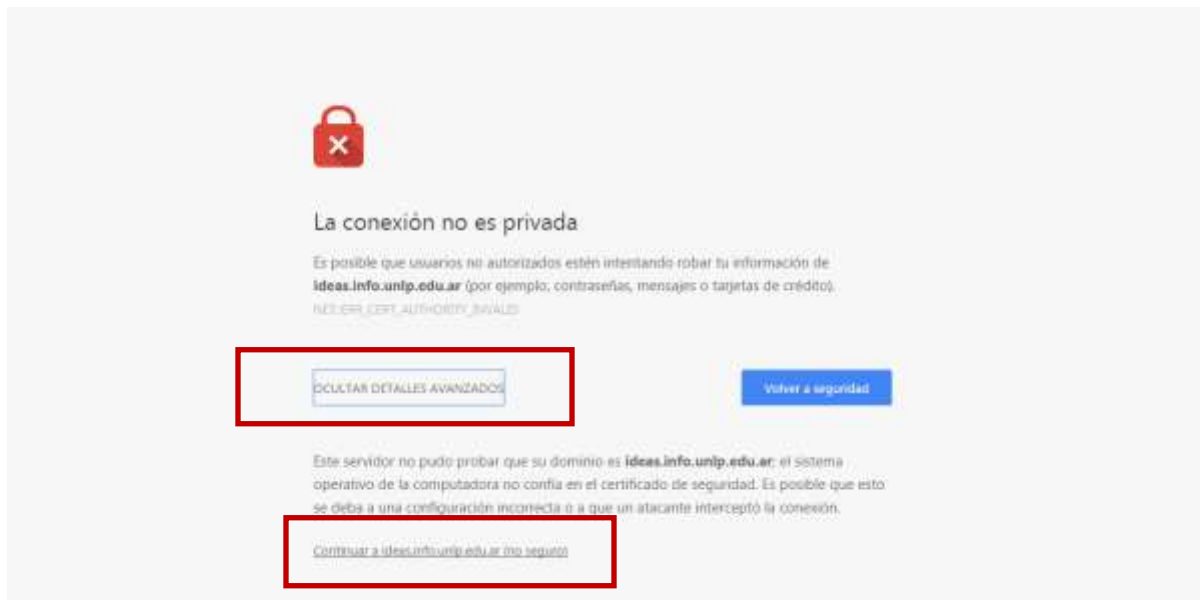 La conexión no es privada
Es posible que usuarios no autorizados estén intentando robar tu información de
ideas.info.unlp.edu.ar (por ejemplo, contraseñas, mensajes o tarjetas de crédito).
NET::ERR_CERT_AUTHORITY_INVALID
OCULTAR DETALLES AVANZADOS
Volver a seguridad
Este servidor no pudo probar que su dominio es ideas.info.unlp.edu.ar; el sistema
operativo de la computadora no confía en el certificado de seguridad. Es posible que esto
se deba a una configuración incorrecta o a que un atacante interceptó la conexión.
Continuar a ideas.info.unlp.edu.ar (no seguro)